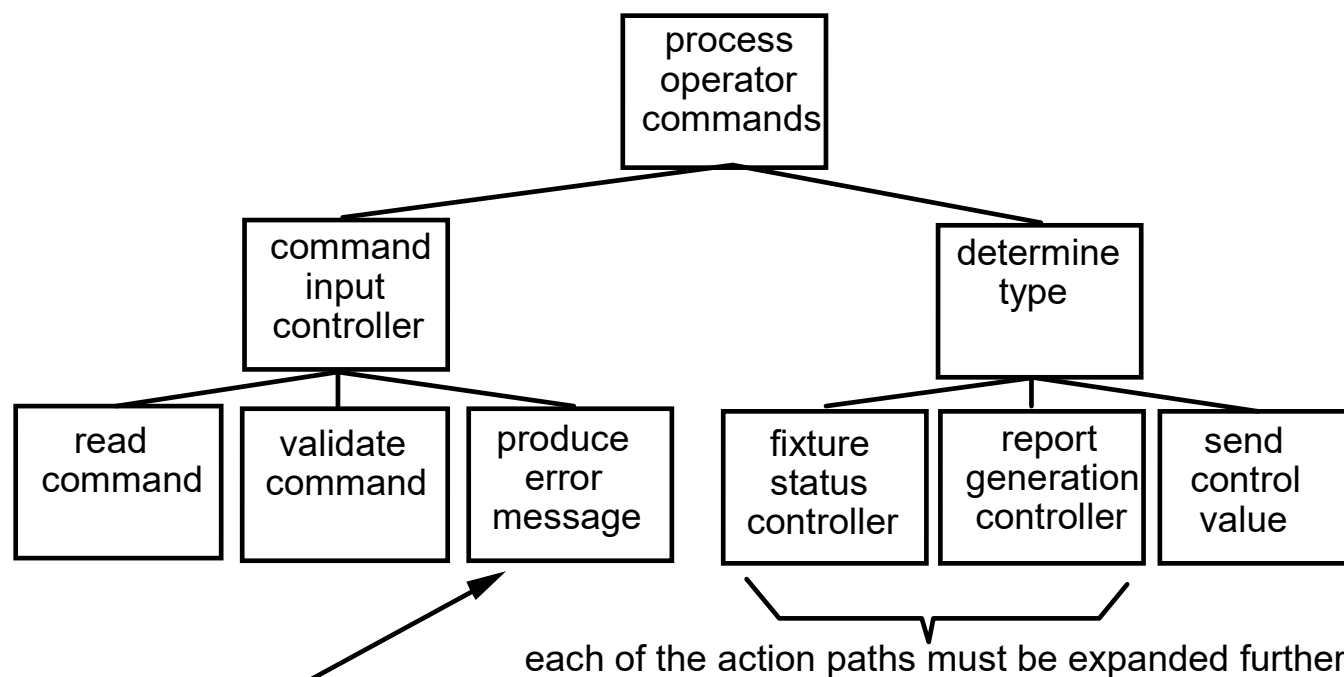 process
operator
commands
command
input
controller
determine
type
read
command
validate
command
produce
error
message
fixture
status
controller
report
generation
controller
send
control
value
each of the action paths must be expanded further